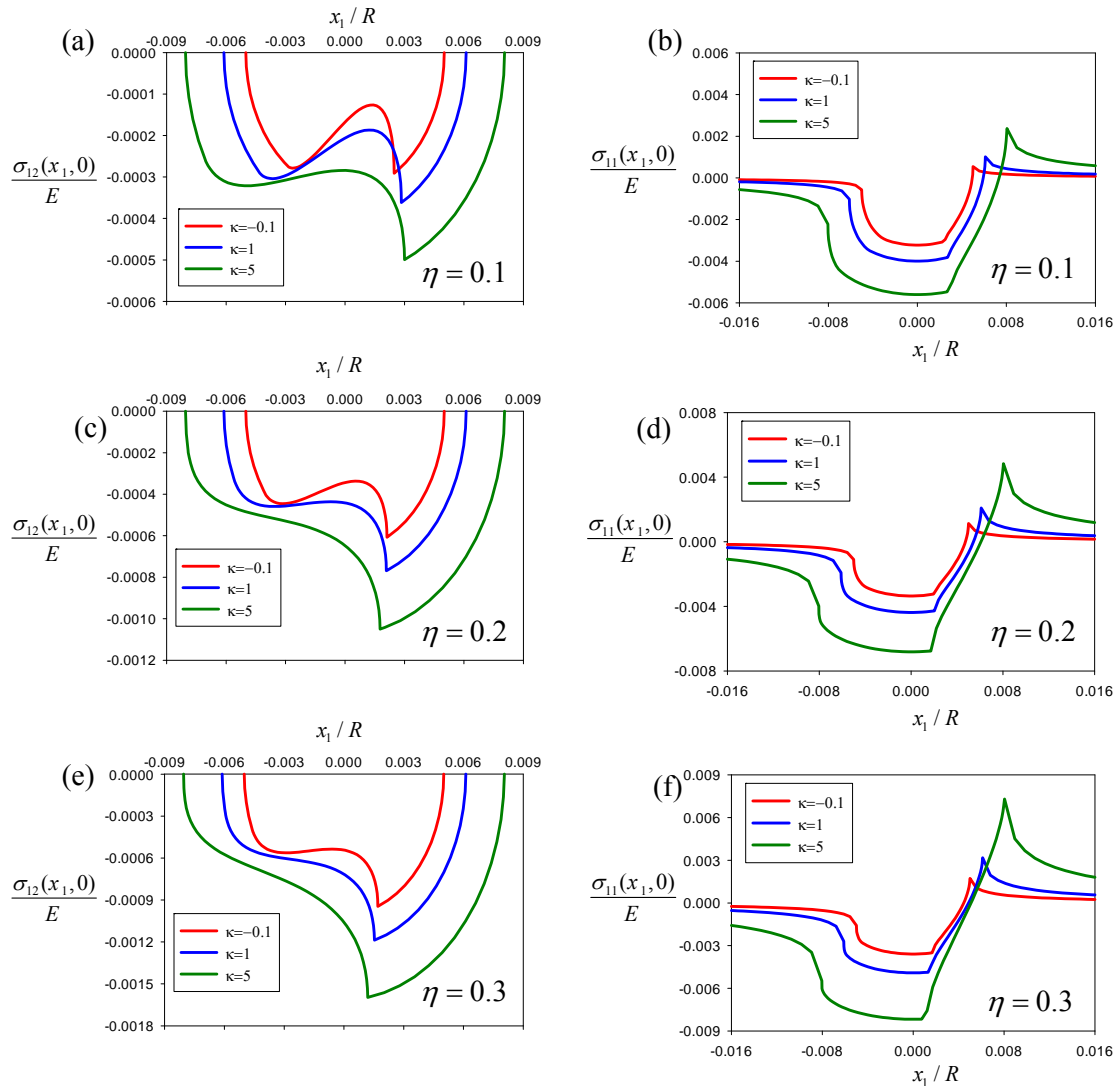 (a)
x₁ / R
-0.009 -0.006 -0.003 0.000 0.003 0.006 0.009
0.0000
-0.0001
-0.0002
-0.0003
-0.0004
-0.0005
-0.0006
σ₁₂(x₁,0)
E
κ=−0.1
κ=1
κ=5
η = 0.1
(b)
0.006
0.004
0.002
0.000
-0.002
-0.004
-0.006
σ₁₁(x₁,0)
E
κ=−0.1
κ=1
κ=5
η = 0.1
-0.016 -0.008 0.000 0.008 0.016
x₁ / R
(c)
x₁ / R
-0.009 -0.006 -0.003 0.000 0.003 0.006 0.009
0.0000
-0.0002
-0.0004
-0.0006
-0.0008
-0.0010
-0.0012
σ₁₂(x₁,0)
E
κ=−0.1
κ=1
κ=5
η = 0.2
(d)
0.008
0.004
0.000
-0.004
-0.008
σ₁₁(x₁,0)
E
κ=−0.1
κ=1
κ=5
η = 0.2
-0.016 -0.008 0.000 0.008 0.016
x₁ / R
(e)
x₁ / R
-0.009 -0.006 -0.003 0.000 0.003 0.006 0.009
0.0000
-0.0003
-0.0006
-0.0009
-0.0012
-0.0015
-0.0018
σ₁₂(x₁,0)
E
κ=−0.1
κ=1
κ=5
η = 0.3
(f)
0.009
0.006
0.003
0.000
-0.003
-0.006
-0.009
σ₁₁(x₁,0)
E
κ=−0.1
κ=1
κ=5
η = 0.3
-0.016 -0.008 0.000 0.008 0.016
x₁ / R